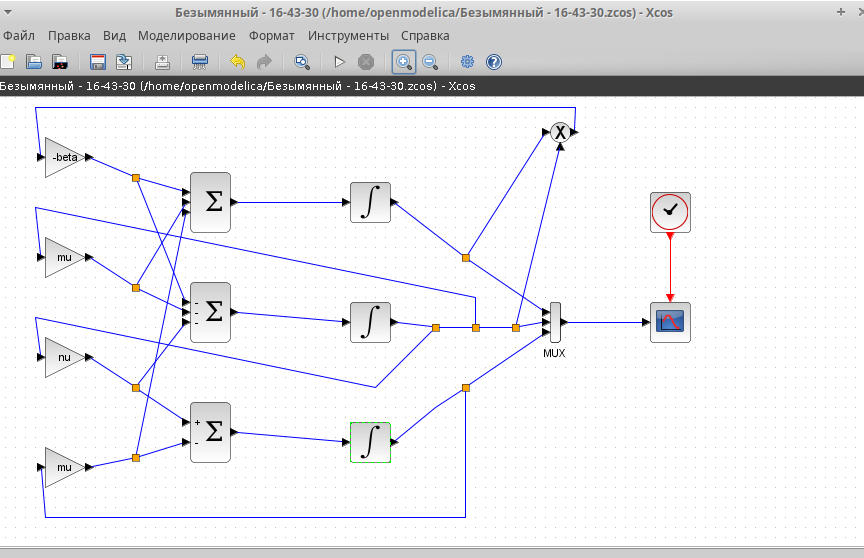 Безымянный - 16-43-30 (/home/openmodelica/Безымянный - 16-43-30.zcos) - Xcos
Файл Правка Вид Моделирование Формат Инструменты Справка
Безымянный - 16-43-30 (/home/openmodelica/Безымянный - 16-43-30.zcos) - Xcos
X
-beta
Σ
∫
mu
-
-
-
Σ
∫
MUX
nu
+
-
Σ
∫
mu